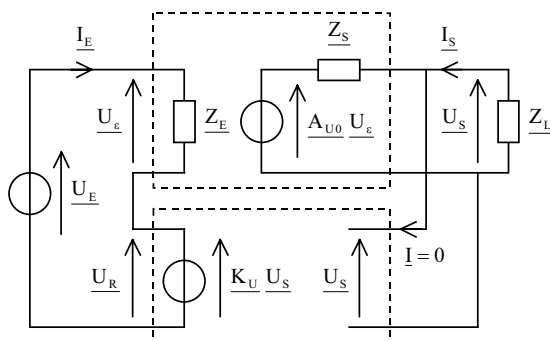 I_E
Z_S
I_S
U_ε
Z_E
A_U0 U_ε
U_S
Z_L
U_E
U_R
K_U U_S
U_S
I = 0